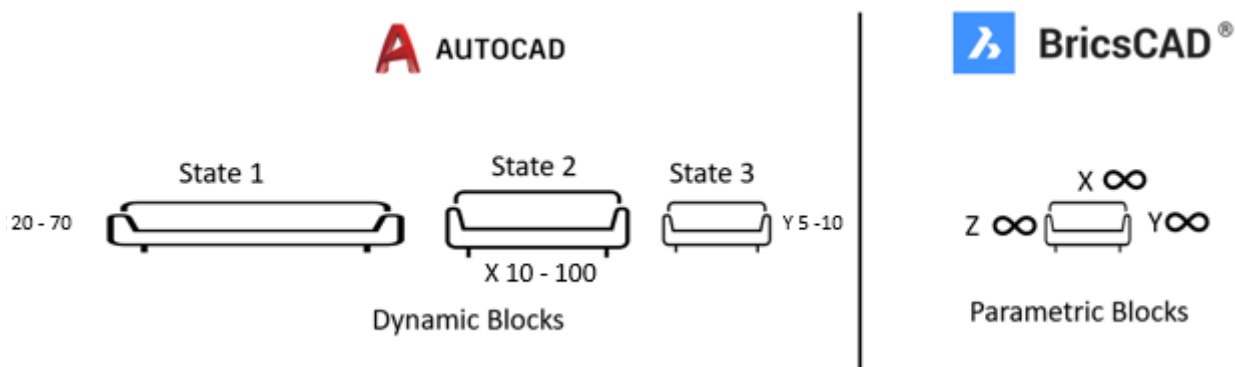 AUTOCAD
BricsCAD®
State 1
State 2
State 3
X ∞
20 - 70
Y 5 -10
Z ∞
Y ∞
X 10 - 100
Dynamic Blocks
Parametric Blocks